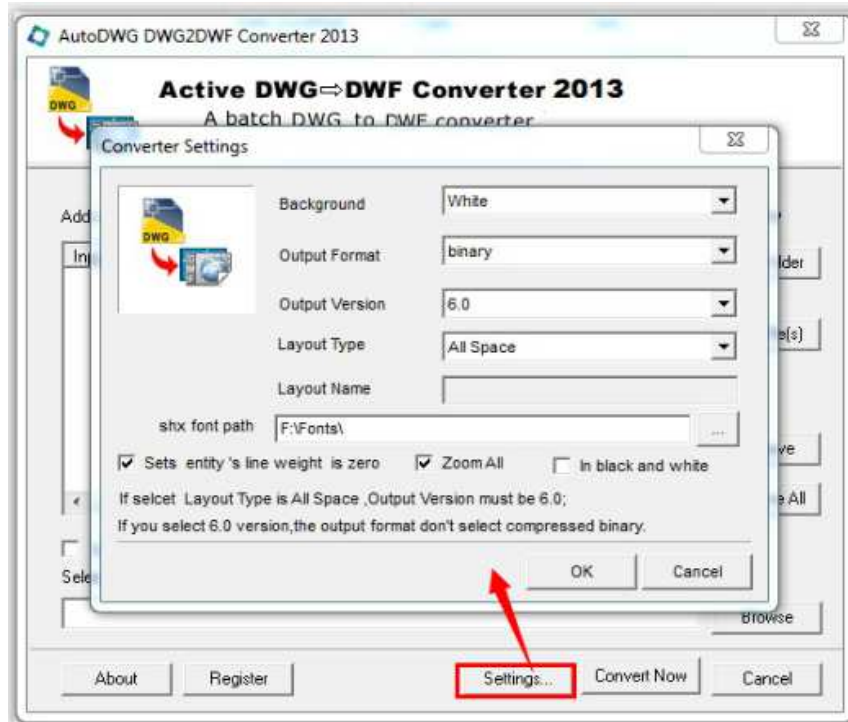 AutoDWG DWG2DWF Converter 2013
Active DWG⇨DWF Converter 2013
DWG
A batch DWG to DWF converter
Converter Settings
Add
DWG
Background
White
Output Format
binary
Output Version
6.0
Layout Type
All Space
Layout Name
shx font path
F:\Fonts\
...
Sets entity 's line weight is zero
Zoom All
In black and white
If selcet Layout Type is All Space ,Output Version must be 6.0;
If you select 6.0 version,the output format don't select compressed binary.
All
OK
Cancel
Browse
About
Register
Settings...
Convert Now
Cancel